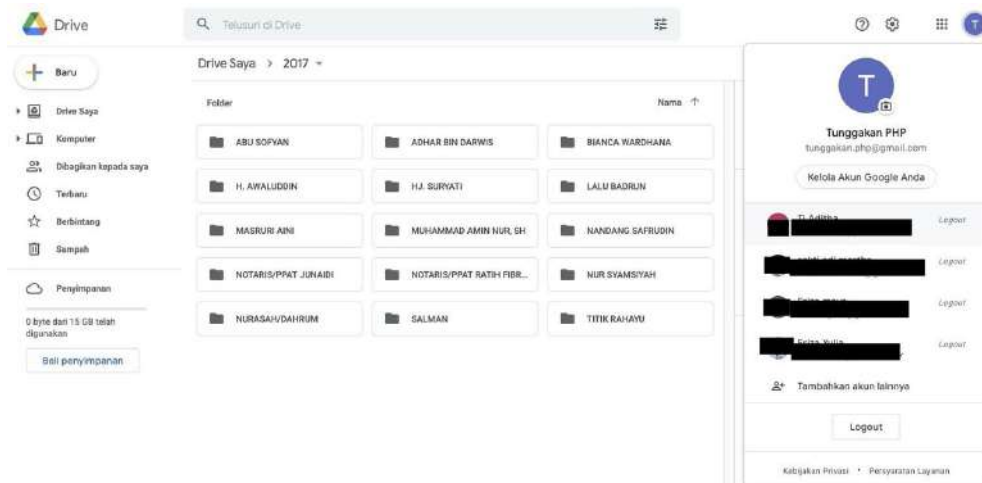 Drive
Telusuri di Drive
T
Baru
Drive Saya
Komputer
Dibagikan kepada saya
Terbaru
Berbintang
Sampah
Penyimpanan
0 byte dari 15 GB telah
digunakan
Beli penyimpanan
Drive Saya > 2017
Folder
Nama ↑
ABU SOFYAN
ADHAR BIN DARWIS
BIANCA WARDHANA
H. AWALUDDIN
HJ. SURYATI
LALU BADRUN
MASRURI AINI
MUHAMMAD AMIN NUR, SH
NANDANG SAFRUDIN
NOTARIS/PPAT JUNAIDI
NOTARIS/PPAT RATIH FIBR...
NUR SYAMSIYAH
NURASAH/DAHRUM
SALMAN
TITIK RAHAYU
T
Tunggakan PHP
tunggakan.php@gmail.com
Kelola Akun Google Anda
Logout
Logout
Logout
Logout
Tambahkan akun lainnya
Logout
Kebijakan Privasi • Persyaratan Layanan